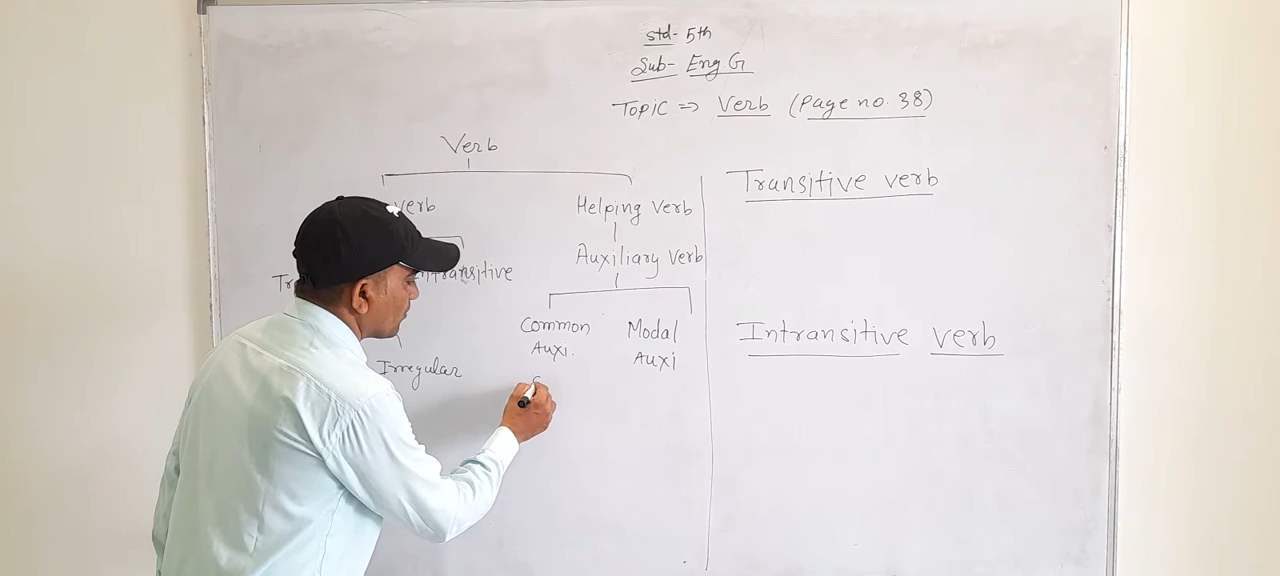 std- 5th
Sub- Eng G
TOPIC => Verb (Page no. 38)
Verb
verb
Helping Verb
Auxiliary Verb
Intransitive
Common Auxi.
Modal Auxi
Irregular
Transitive verb
Intransitive verb